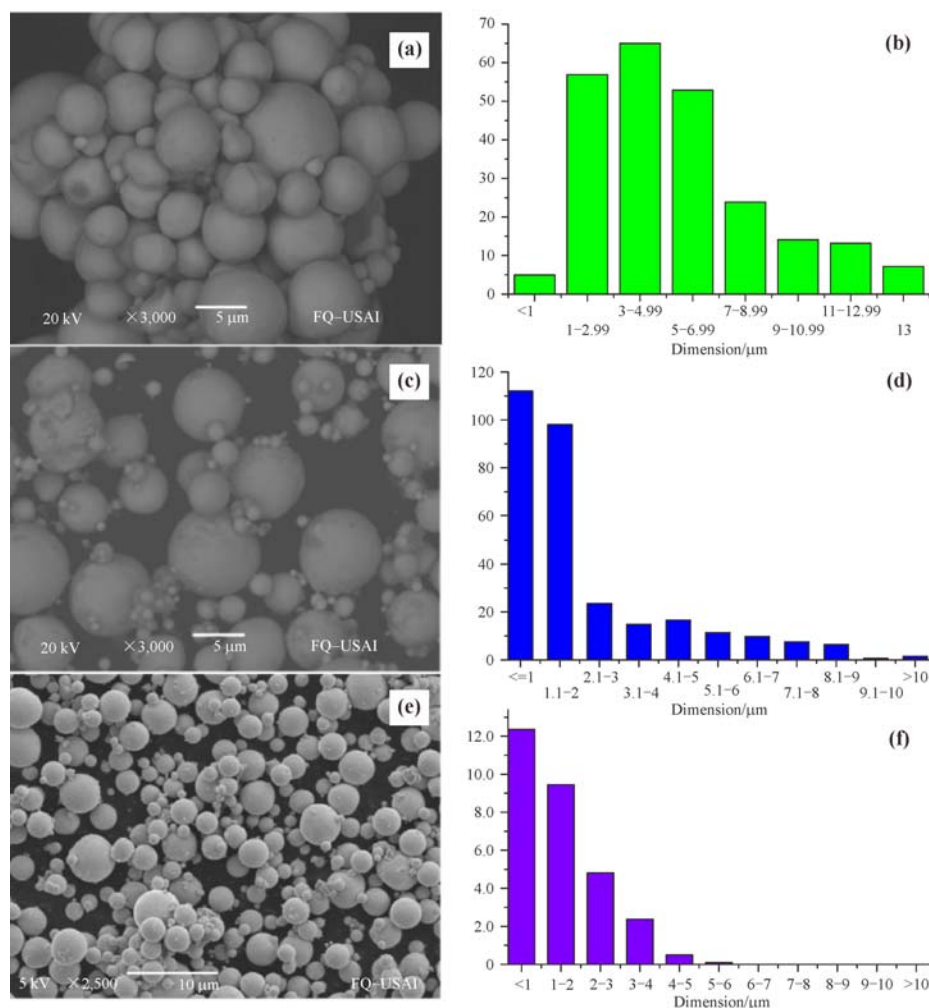 (a)
20 kV ×3,000 5 μm FQ−USAI
(b)
70
60
50
40
30
20
10
0
<1 3−4.99 7−8.99 11−12.99
1−2.99 5−6.99 9−10.99 13
Dimension/μm
(c)
20 kV ×3,000 5 μm FQ−USAI
(d)
120
100
80
60
40
20
0
<=1 2.1−3 4.1−5 6.1−7 8.1−9 >10
1.1−2 3.1−4 5.1−6 7.1−8 9.1−10
Dimension/μm
(e)
5 kV ×2,500 10 μm FQ−USAI
(f)
12.0
10.0
8.0
6.0
4.0
2.0
.0
<1 1−2 2−3 3−4 4−5 5−6 6−7 7−8 8−9 9−10 >10
Dimension/μm